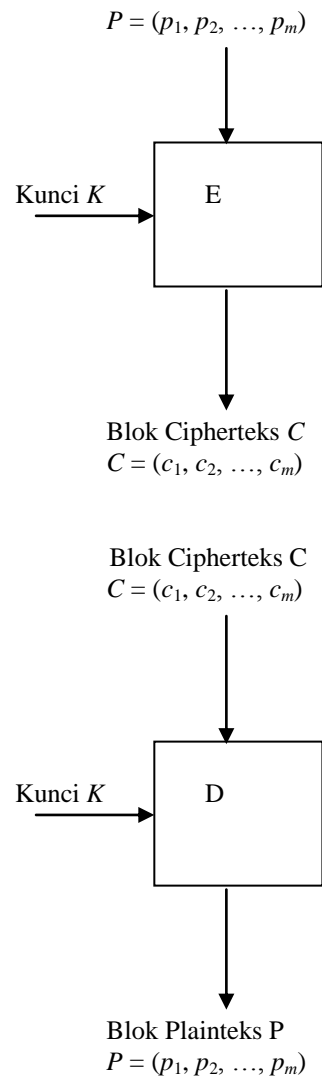 P = (p₁, p₂, …, pₘ)
Kunci K
E
Blok Cipherteks C
C = (c₁, c₂, …, cₘ)
Blok Cipherteks C
C = (c₁, c₂, …, cₘ)
Kunci K
D
Blok Plainteks P
P = (p₁, p₂, …, pₘ)